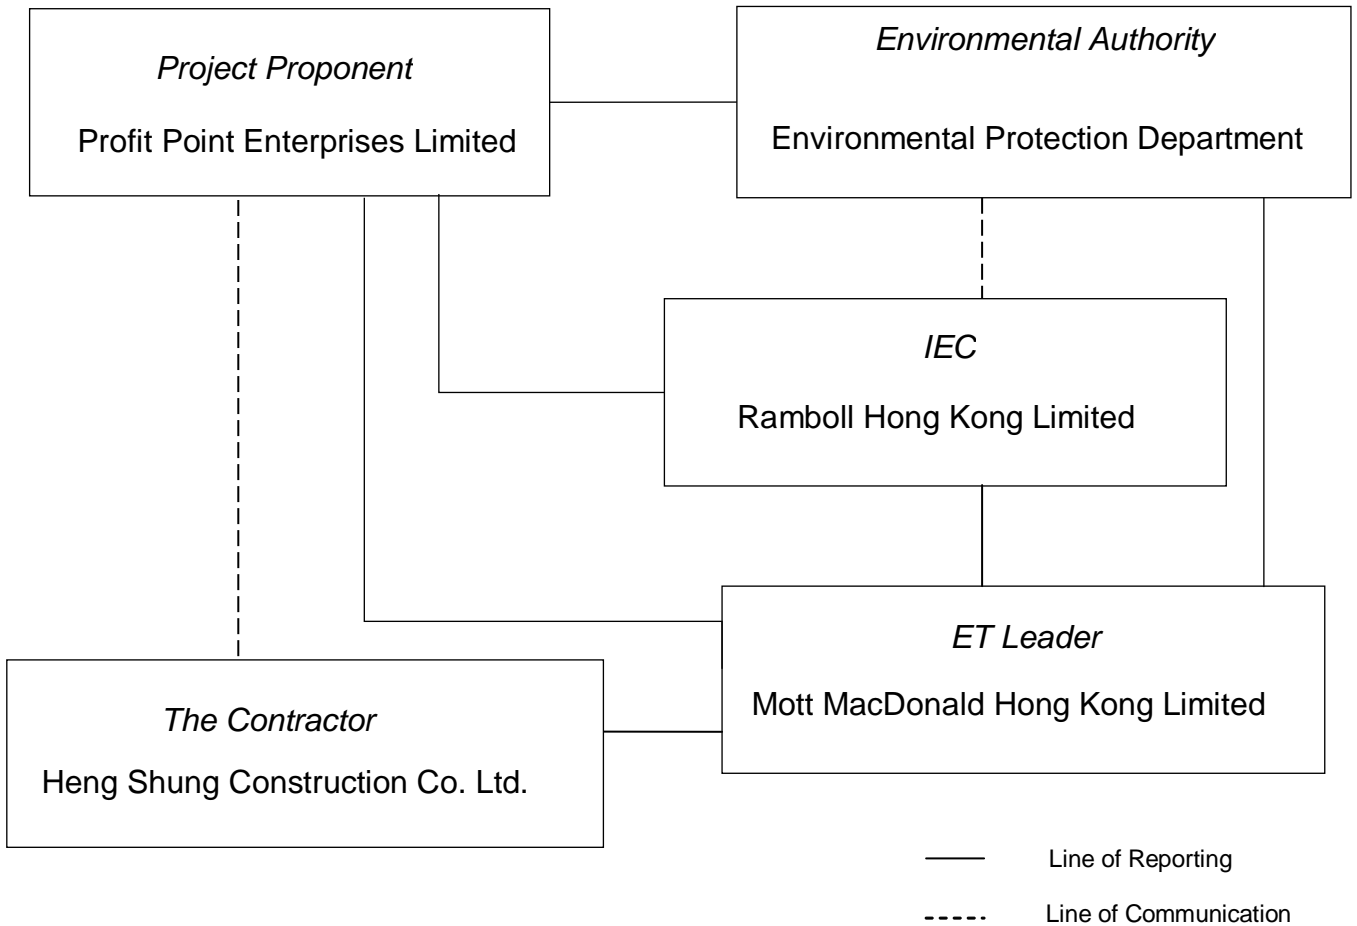 Project Proponent
Profit Point Enterprises Limited
Environmental Authority
Environmental Protection Department
IEC
Ramboll Hong Kong Limited
ET Leader
Mott MacDonald Hong Kong Limited
The Contractor
Heng Shung Construction Co. Ltd.
Line of Reporting
Line of Communication